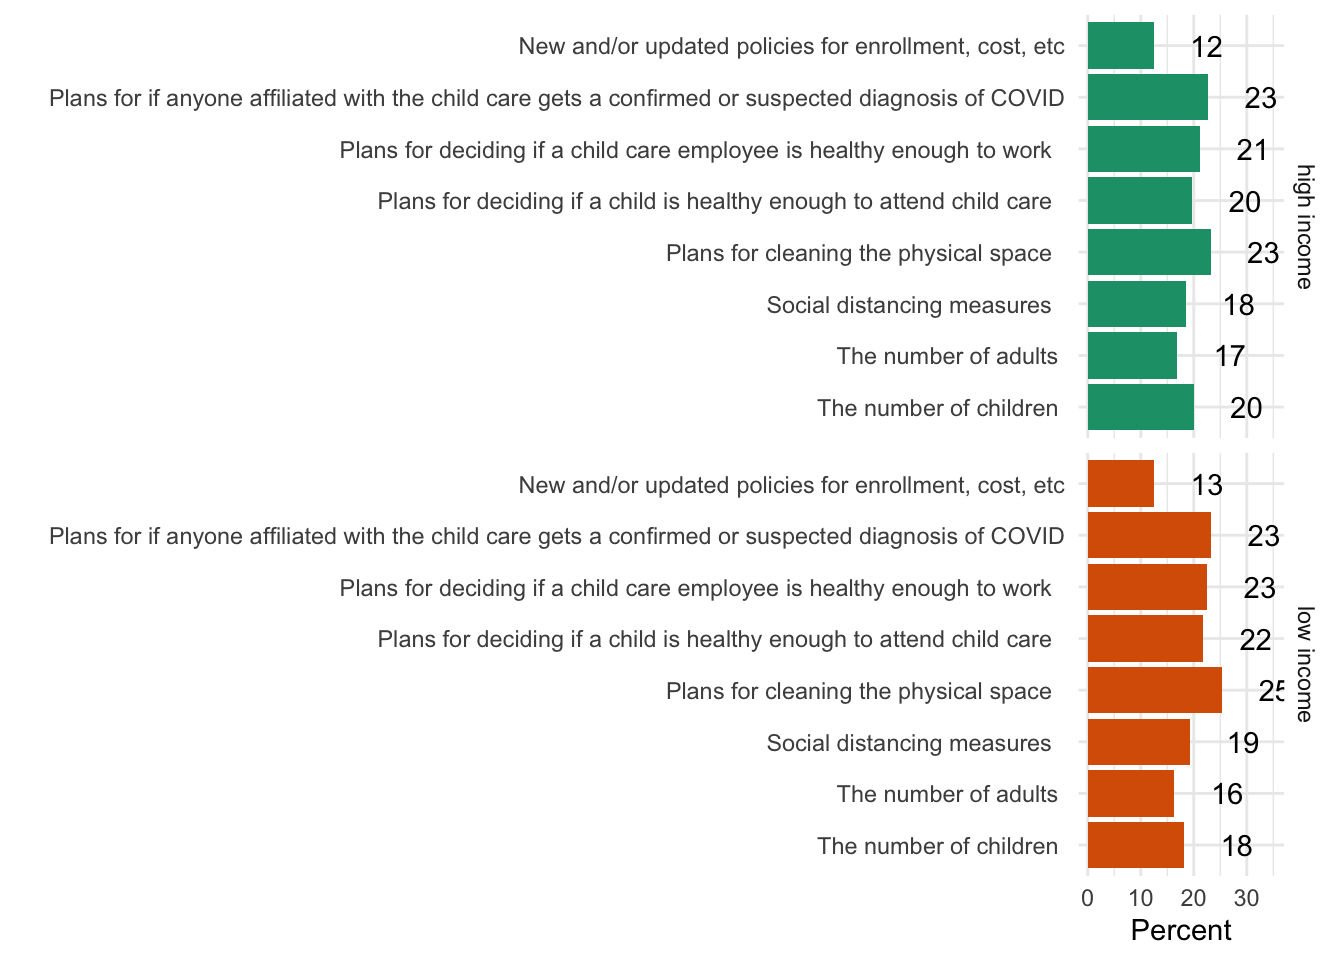 New and/or updated policies for enrollment, cost, etc 12
Plans for if anyone affiliated with the child care gets a confirmed or suspected diagnosis of COVID 23
Plans for deciding if a child care employee is healthy enough to work 21
Plans for deciding if a child is healthy enough to attend child care 20
Plans for cleaning the physical space 23
Social distancing measures 18
The number of adults 17
The number of children 20
high income
New and/or updated policies for enrollment, cost, etc 13
Plans for if anyone affiliated with the child care gets a confirmed or suspected diagnosis of COVID 23
Plans for deciding if a child care employee is healthy enough to work 23
Plans for deciding if a child is healthy enough to attend child care 22
Plans for cleaning the physical space 25
Social distancing measures 19
The number of adults 16
The number of children 18
low income
0 10 20 30
Percent